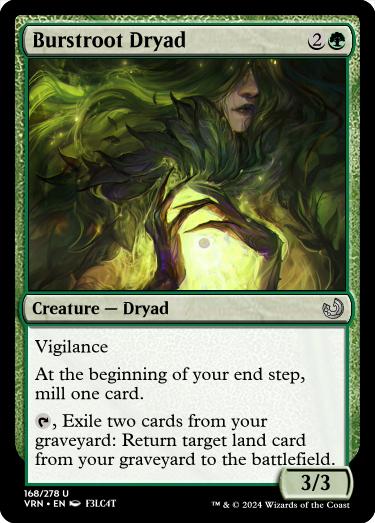 Burstroot Dryad 2
Creature — Dryad
Vigilance
At the beginning of your end step,
mill one card.
, Exile two cards from your
graveyard: Return target land card
from your graveyard to the battlefield.
3/3
168/278 U
VRN • EN F3LC4T
™ & © 2024 Wizards of the Coast